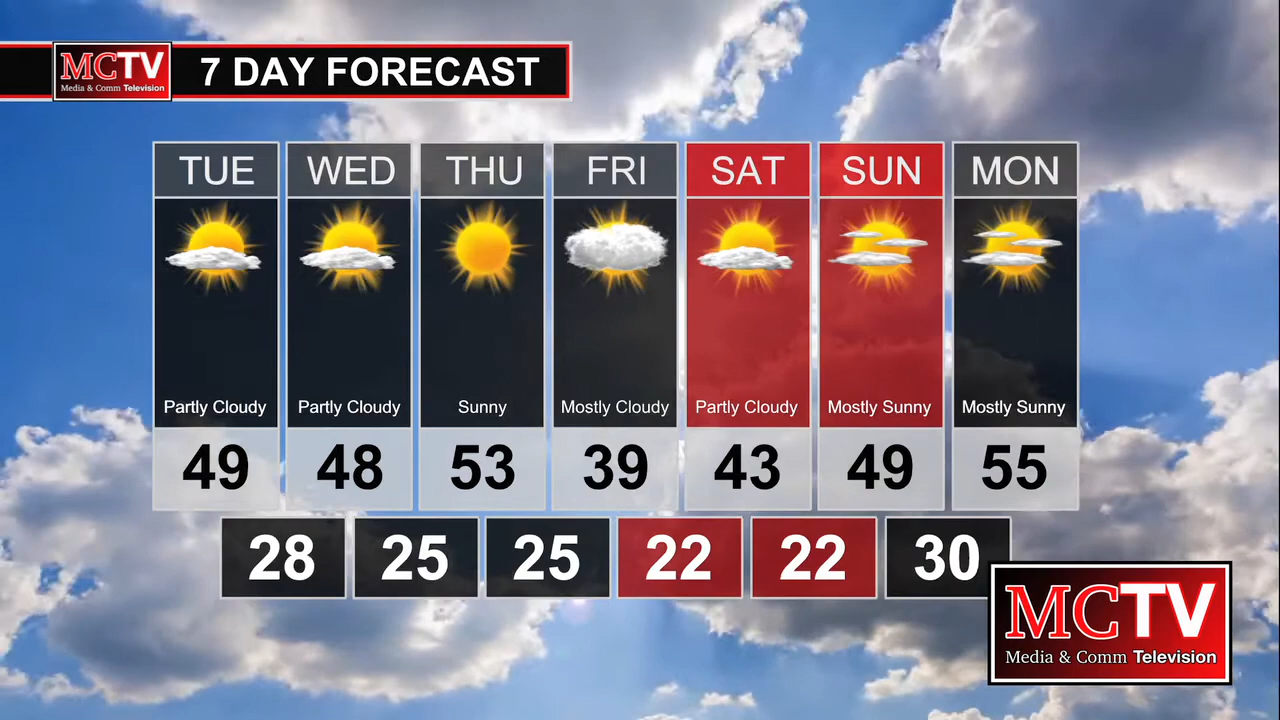 MCTV
Media & Comm Television
7 DAY FORECAST
TUE WED THU FRI SAT SUN MON
Partly Cloudy Partly Cloudy Sunny Mostly Cloudy Partly Cloudy Mostly Sunny Mostly Sunny
49 48 53 39 43 49 55
28 25 25 22 22 30
MCTV
Media & Comm Television